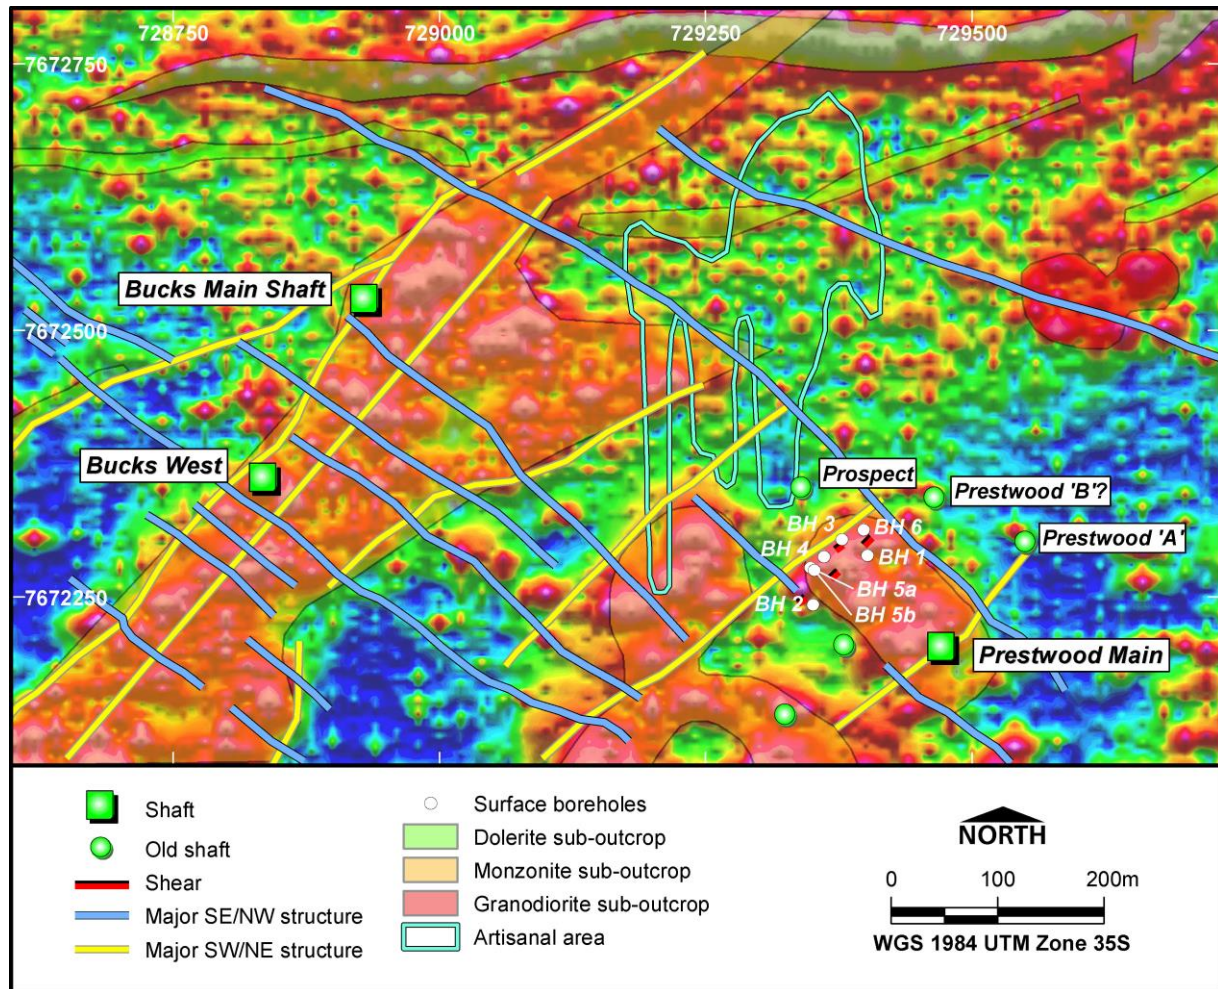 728750
729000
729250
729500
7672750
Bucks Main Shaft
7672500
Bucks West
Prospect
Prestwood 'B'?
BH 3
BH 6
Prestwood 'A'
BH 4
BH 1
7672250
BH 5a
BH 2
BH 5b
Prestwood Main
Shaft
Old shaft
Shear
Major SE/NW structure
Major SW/NE structure
Surface boreholes
Dolerite sub-outcrop
Monzonite sub-outcrop
Granodiorite sub-outcrop
Artisanal area
NORTH
0 100 200m
WGS 1984 UTM Zone 35S